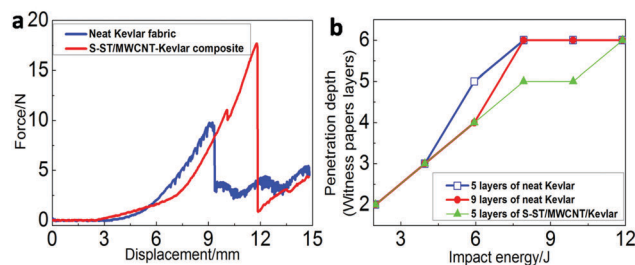 a
Neat Kevlar fabric
S-ST/MWCNT-Kevlar composite
Force/N
20
15
10
5
0
0 3 6 9 12 15
Displacement/mm
b
Penetration depth
(Witness papers layers)
6
5
4
3
2
5 layers of neat Kevlar
9 layers of neat Kevlar
5 layers of S-ST/MWCNT/Kevlar
3 6 9 12
Impact energy/J